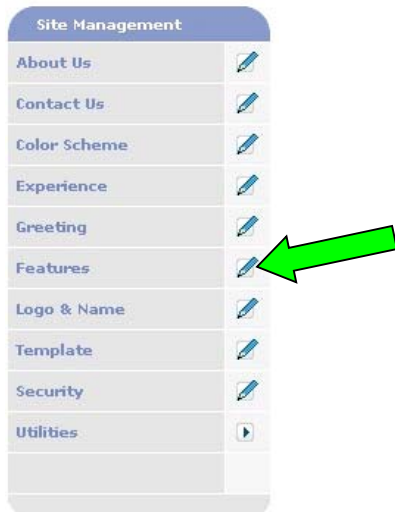 Site Management
About Us
Contact Us
Color Scheme
Experience
Greeting
Features
Logo & Name
Template
Security
Utilities